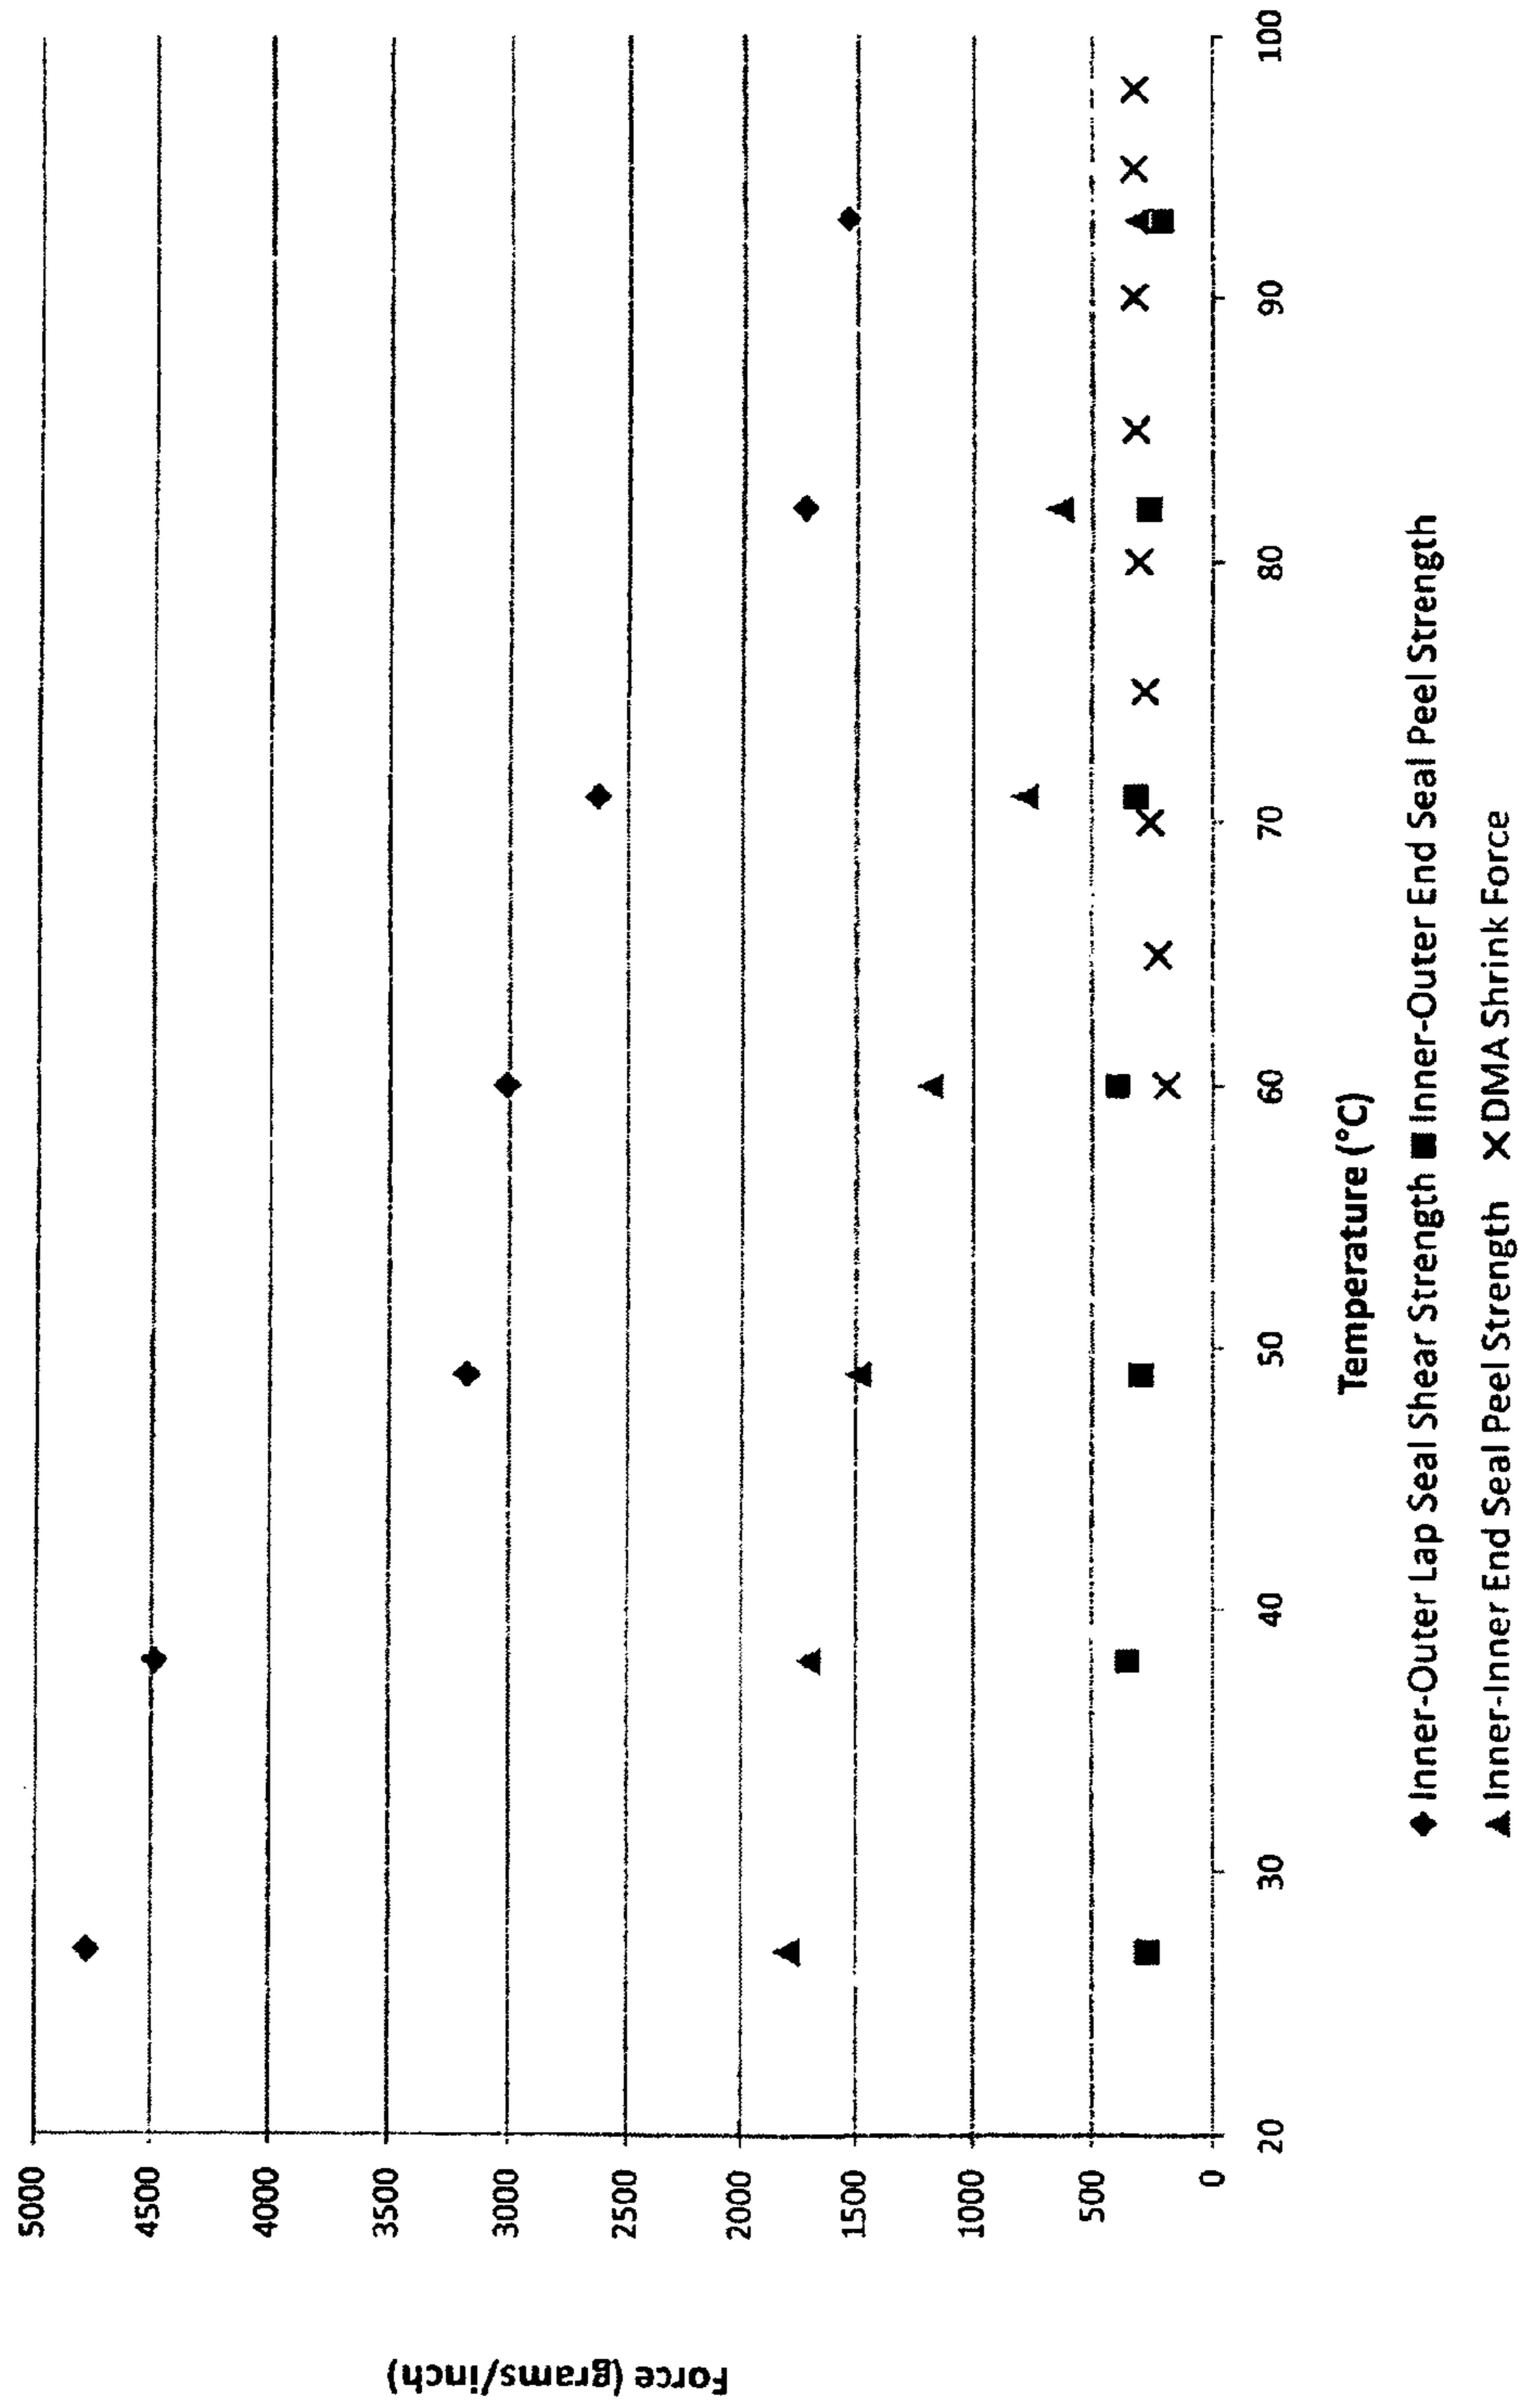 Force (grams/inch)
5000
4500
4000
3500
3000
2500
2000
1500
1000
500
0
20 30 40 50 60 70 80 90 100
Temperature (°C)
Inner-Outer Lap Seal Shear Strength Inner-Outer End Seal Peel Strength
Inner-Inner End Seal Peel Strength DMA Shrink Force